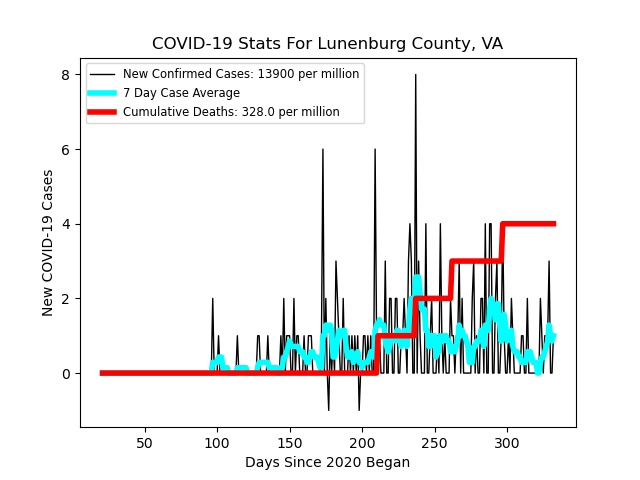 COVID-19 Stats For Lunenburg County, VA
New Confirmed Cases: 13900 per million
7 Day Case Average
Cumulative Deaths: 328.0 per million
New COVID-19 Cases
8
6
4
2
0
50 100 150 200 250 300
Days Since 2020 Began